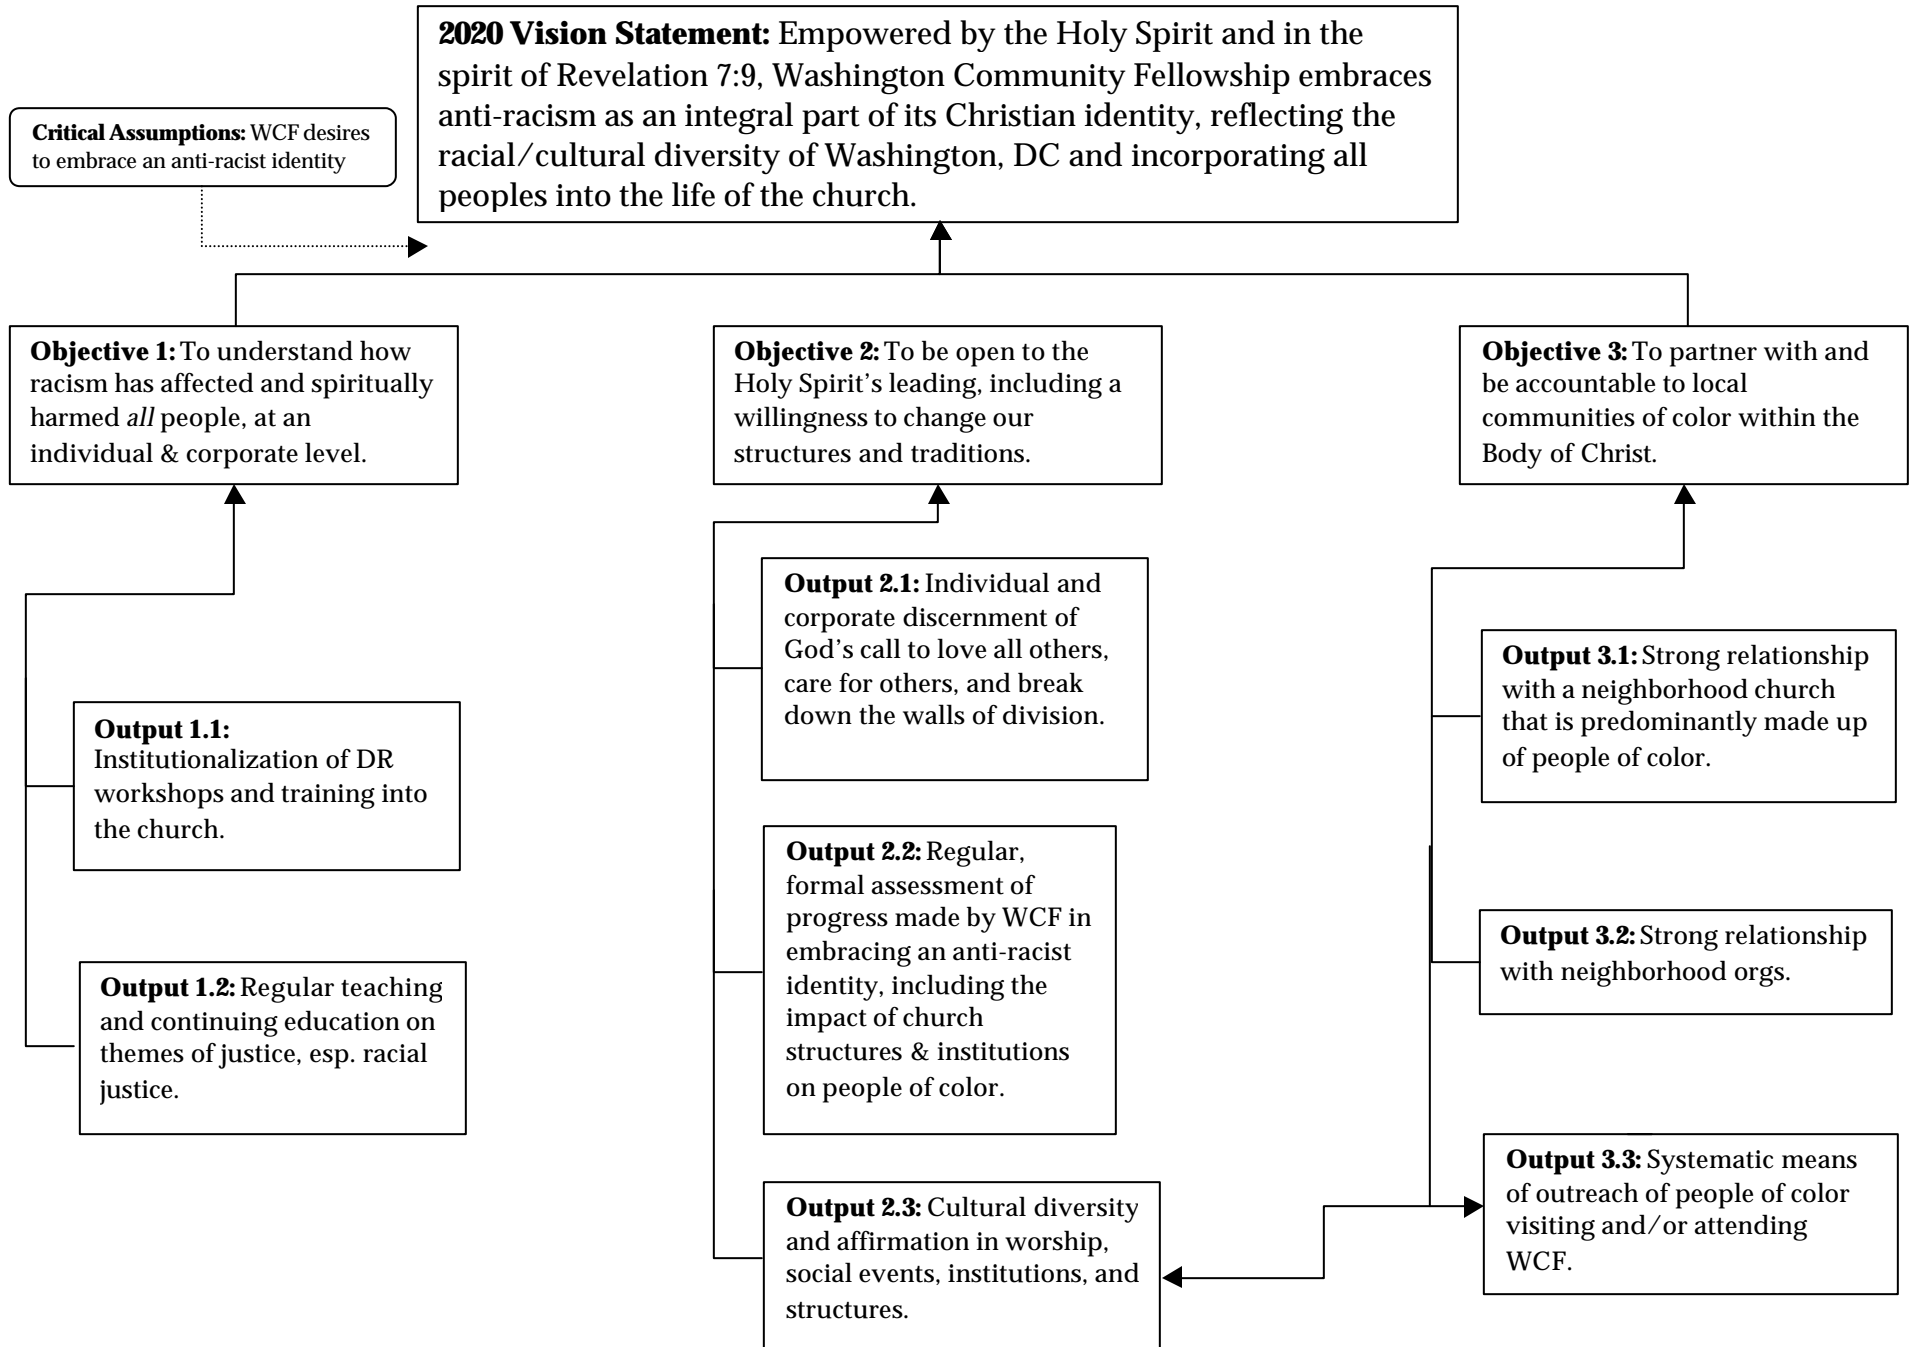 2020 Vision Statement: Empowered by the Holy Spirit and in the
spirit of Revelation 7:9, Washington Community Fellowship embraces
anti-racism as an integral part of its Christian identity, reflecting the
racial/cultural diversity of Washington, DC and incorporating all
peoples into the life of the church.
Critical Assumptions: WCF desires
to embrace an anti-racist identity
Objective 1: To understand how
racism has affected and spiritually
harmed all people, at an
individual & corporate level.
Objective 2: To be open to the
Holy Spirit’s leading, including a
willingness to change our
structures and traditions.
Objective 3: To partner with and
be accountable to local
communities of color within the
Body of Christ.
Output 1.1:
Institutionalization of DR
workshops and training into
the church.
Output 1.2: Regular teaching
and continuing education on
themes of justice, esp. racial
justice.
Output 2.1: Individual and
corporate discernment of
God’s call to love all others,
care for others, and break
down the walls of division.
Output 2.2: Regular,
formal assessment of
progress made by WCF in
embracing an anti-racist
identity, including the
impact of church
structures & institutions
on people of color.
Output 2.3: Cultural diversity
and affirmation in worship,
social events, institutions, and
structures.
Output 3.1: Strong relationship
with a neighborhood church
that is predominantly made up
of people of color.
Output 3.2: Strong relationship
with neighborhood orgs.
Output 3.3: Systematic means
of outreach of people of color
visiting and/or attending
WCF.